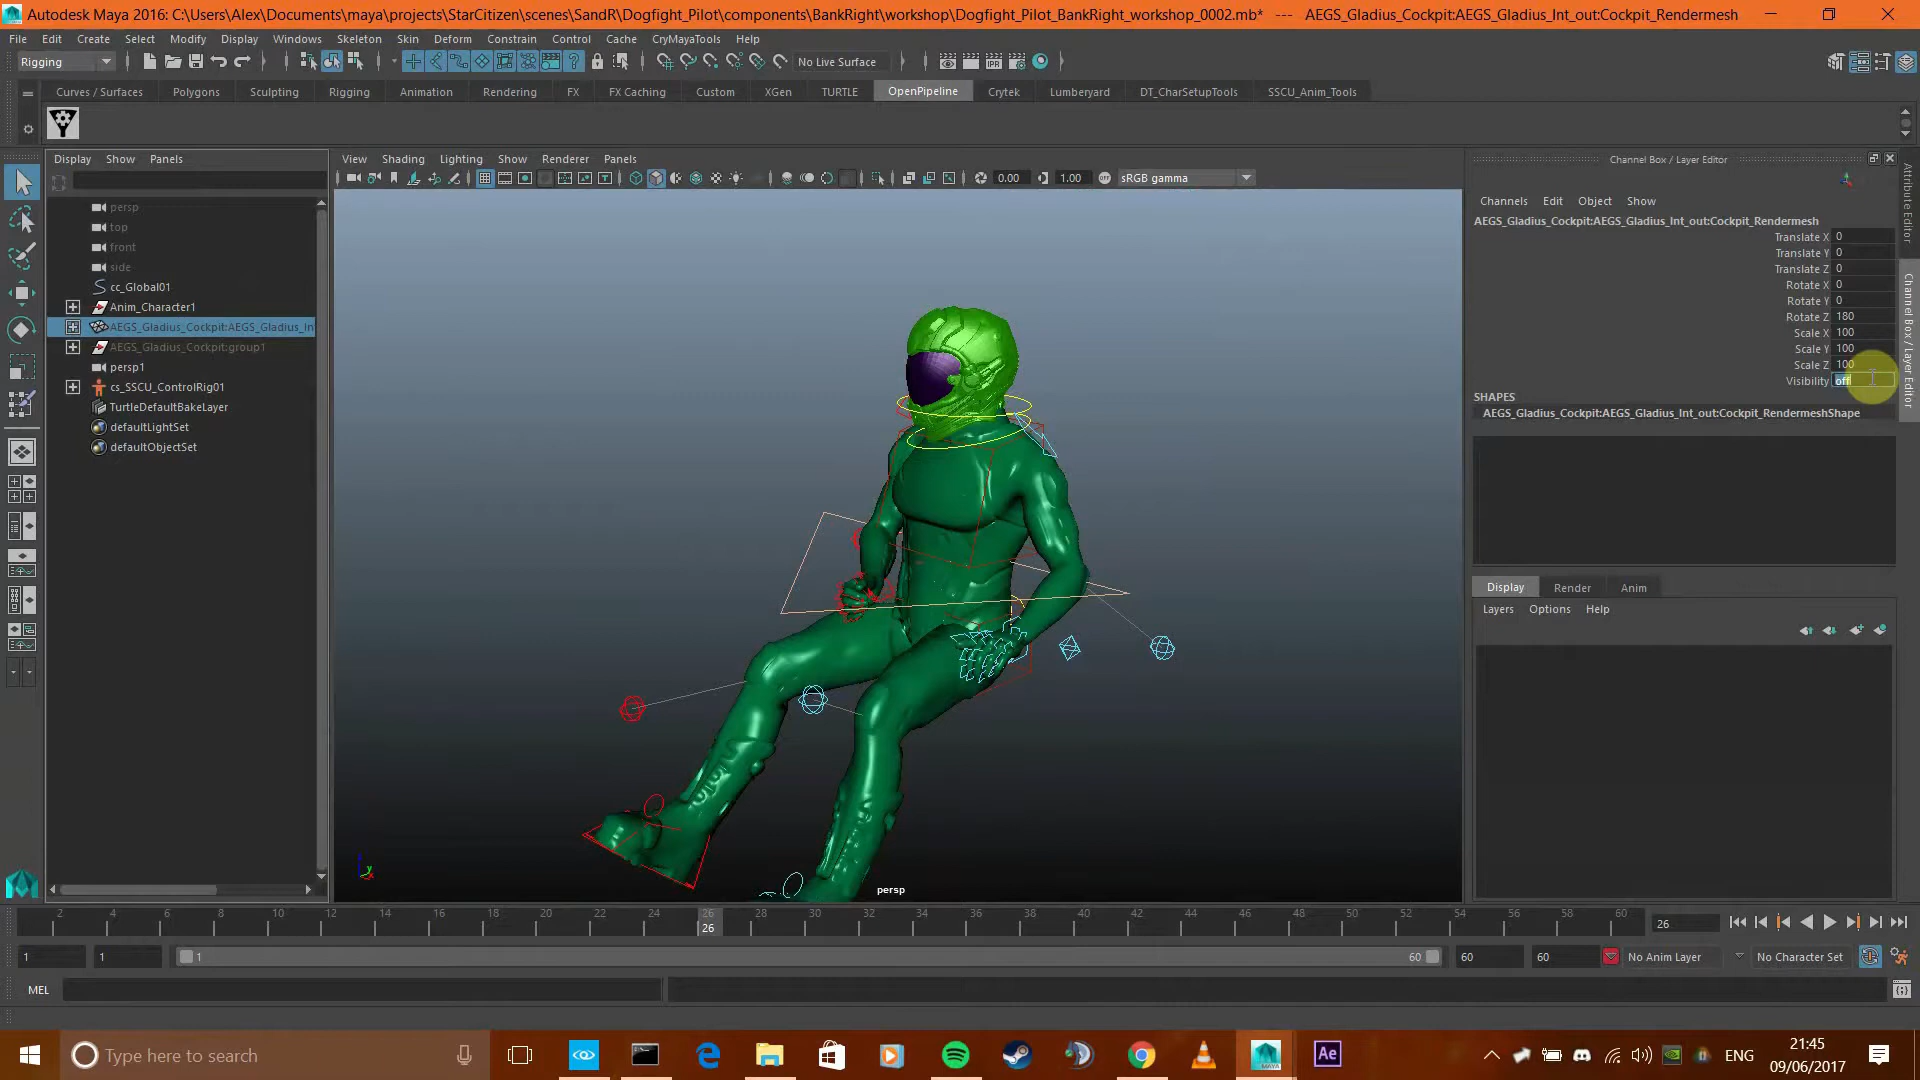 Autodesk Maya 2016: C:\Users\Alex\Documents\maya\projects\StarCitizen\scenes\SandR\Dogfight_Pilot\components\BankRight\workshop\Dogfight_Pilot_BankRight_workshop_0002.mb* --- AEGS_Gladius_Cockpit:AEGS_Gladius_Int_out:Cockpit_Rendermesh
File Edit Create Select Modify Display Windows Skeleton Skin Deform Constrain Control Cache CryMayaTools Help
Rigging No Live Surface
Curves / Surfaces Polygons Sculpting Rigging Animation Rendering FX FX Caching Custom XGen TURTLE OpenPipeline Crytek Lumberyard DT_CharSetupTools SSCU_Anim_Tools
Display Show Panels
View Shading Lighting Show Renderer Panels
IPR
0.00 1.00 sRGB gamma
persp
top
front
side
cc_Global01
Anim_Character1
AEGS_Gladius_Cockpit:AEGS_Gladius_In
AEGS_Gladius_Cockpit:group1
persp1
cs_SSCU_ControlRig01
TurtleDefaultBakeLayer
defaultLightSet
defaultObjectSet
persp
Channel Box / Layer Editor
Channels Edit Object Show
AEGS_Gladius_Cockpit:AEGS_Gladius_Int_out:Cockpit_Rendermesh
Translate X 0
Translate Y 0
Translate Z 0
Rotate X 0
Rotate Y 0
Rotate Z 180
Scale X 100
Scale Y 100
Scale Z 100
Visibility off
SHAPES
AEGS_Gladius_Cockpit:AEGS_Gladius_Int_out:Cockpit_RendermeshShape
Display Render Anim
Layers Options Help
Attribute Editor
Channel Box / Layer Editor
2 4 6 8 10 12 14 16 18 20 22 24 26 28 30 32 34 36 38 40 42 44 46 48 50 52 54 56 58 60
26
26
1 1 1 60 60 60 No Anim Layer No Character Set
MEL
Type here to search
MAYA
Ae
ENG
21:45
09/06/2017